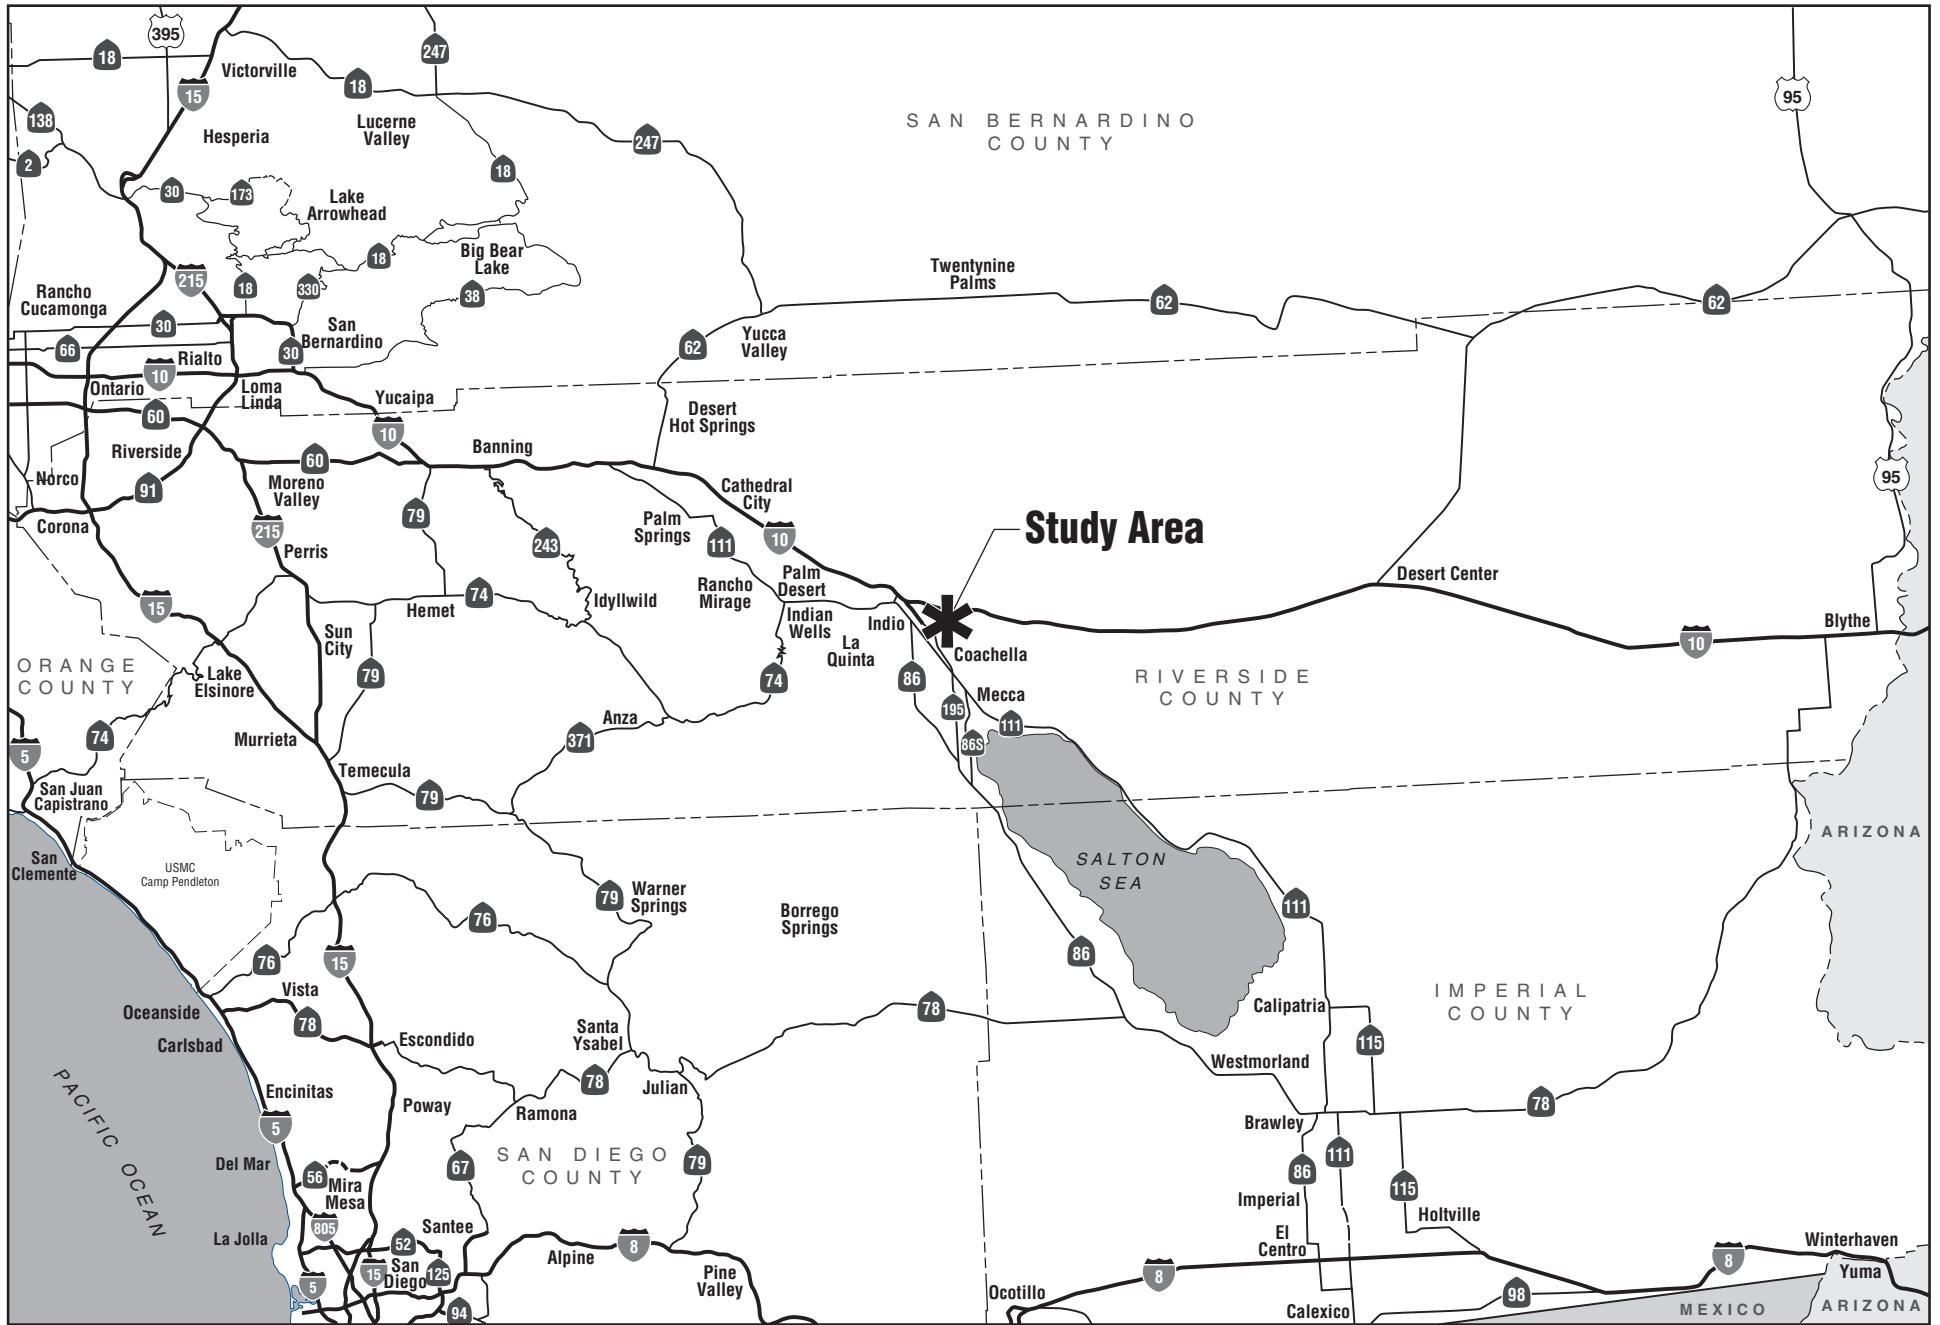 395
18
247
Victorville
18
15
95
138
Lucerne
Valley
SAN BERNARDINO
COUNTY
Hesperia
247
2
18
30
173
Lake
Arrowhead
18
Big Bear
Lake
215
18
330
38
Twentynine
Palms
62
62
Rancho
Cucamonga
30
San
Bernardino
66
30
62
Yucca
Valley
Rialto
10
Ontario
Loma
Linda
Yucaipa
60
10
Desert
Hot Springs
Riverside
60
Banning
Norco
91
Moreno
Valley
Cathedral
City
95
Corona
215
79
Palm
Springs
111
10
Study Area
243
Perris
Palm
Desert
Desert Center
15
Hemet
74
Idyllwild
Rancho
Mirage
Indian
Wells
Indio
Blythe
Sun
City
La
Quinta
Coachella
10
ORANGE
COUNTY
Lake
Elsinore
79
74
86
RIVERSIDE
COUNTY
195
Mecca
74
Anza
111
371
86S
5
Murrieta
Temecula
79
San Juan
Capistrano
ARIZONA
San
Clemente
USMC
Camp Pendleton
SALTON
SEA
79
Warner
Springs
Borrego
Springs
111
76
76
15
86
Vista
IMPERIAL
COUNTY
Oceanside
78
78
Calipatria
Carlsbad
Escondido
Santa
Ysabel
115
Westmorland
PACIFIC OCEAN
Encinitas
78
Julian
Poway
Ramona
78
5
Brawley
SAN DIEGO
COUNTY
Del Mar
56
67
79
86
111
Mira
Mesa
115
Imperial
805
Santee
Holtville
La Jolla
52
El
Centro
Winterhaven
Alpine
8
8
8
15
San
Diego
125
Pine
Valley
Yuma
5
Ocotillo
98
94
Calexico
MEXICO
ARIZONA